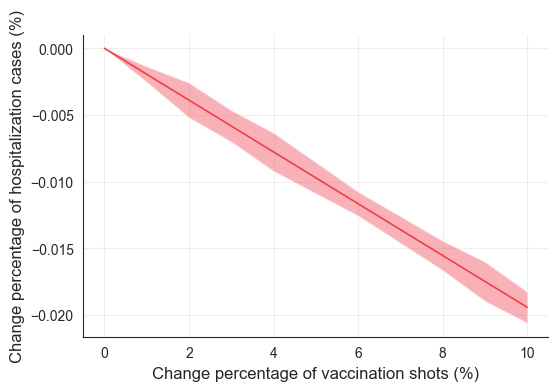 Change percentage of hospitalization cases (%)
0.000
−0.005
−0.010
−0.015
−0.020
0 2 4 6 8 10
Change percentage of vaccination shots (%)